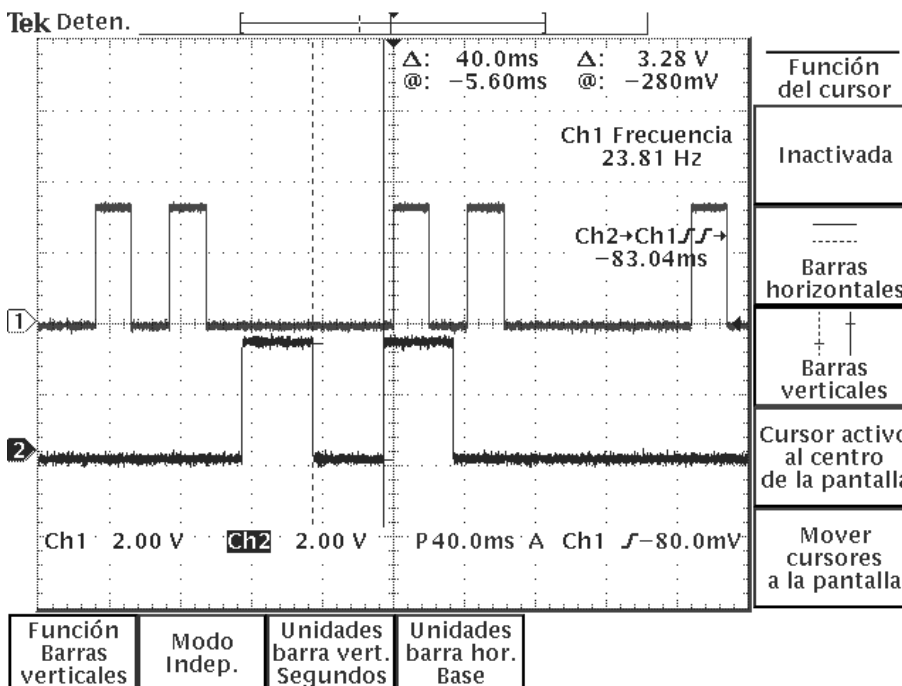 Tek Deten.
Δ: 40.0ms Δ: 3.28 V
@: −5.60ms @: −280mV
Ch1 Frecuencia
23.81 Hz
Ch2→Ch1∫∫→
−83.04ms
1
2
Ch1 2.00 V Ch2 2.00 V P 40.0ms A Ch1 ∫ −80.0mV
Función
del cursor
Inactivada
Barras
horizontales
Barras
verticales
Cursor activo
al centro
de la pantalla
Mover
cursores
a la pantalla
Función
Barras
verticales
Modo
Indep.
Unidades
barra vert.
Segundos
Unidades
barra hor.
Base